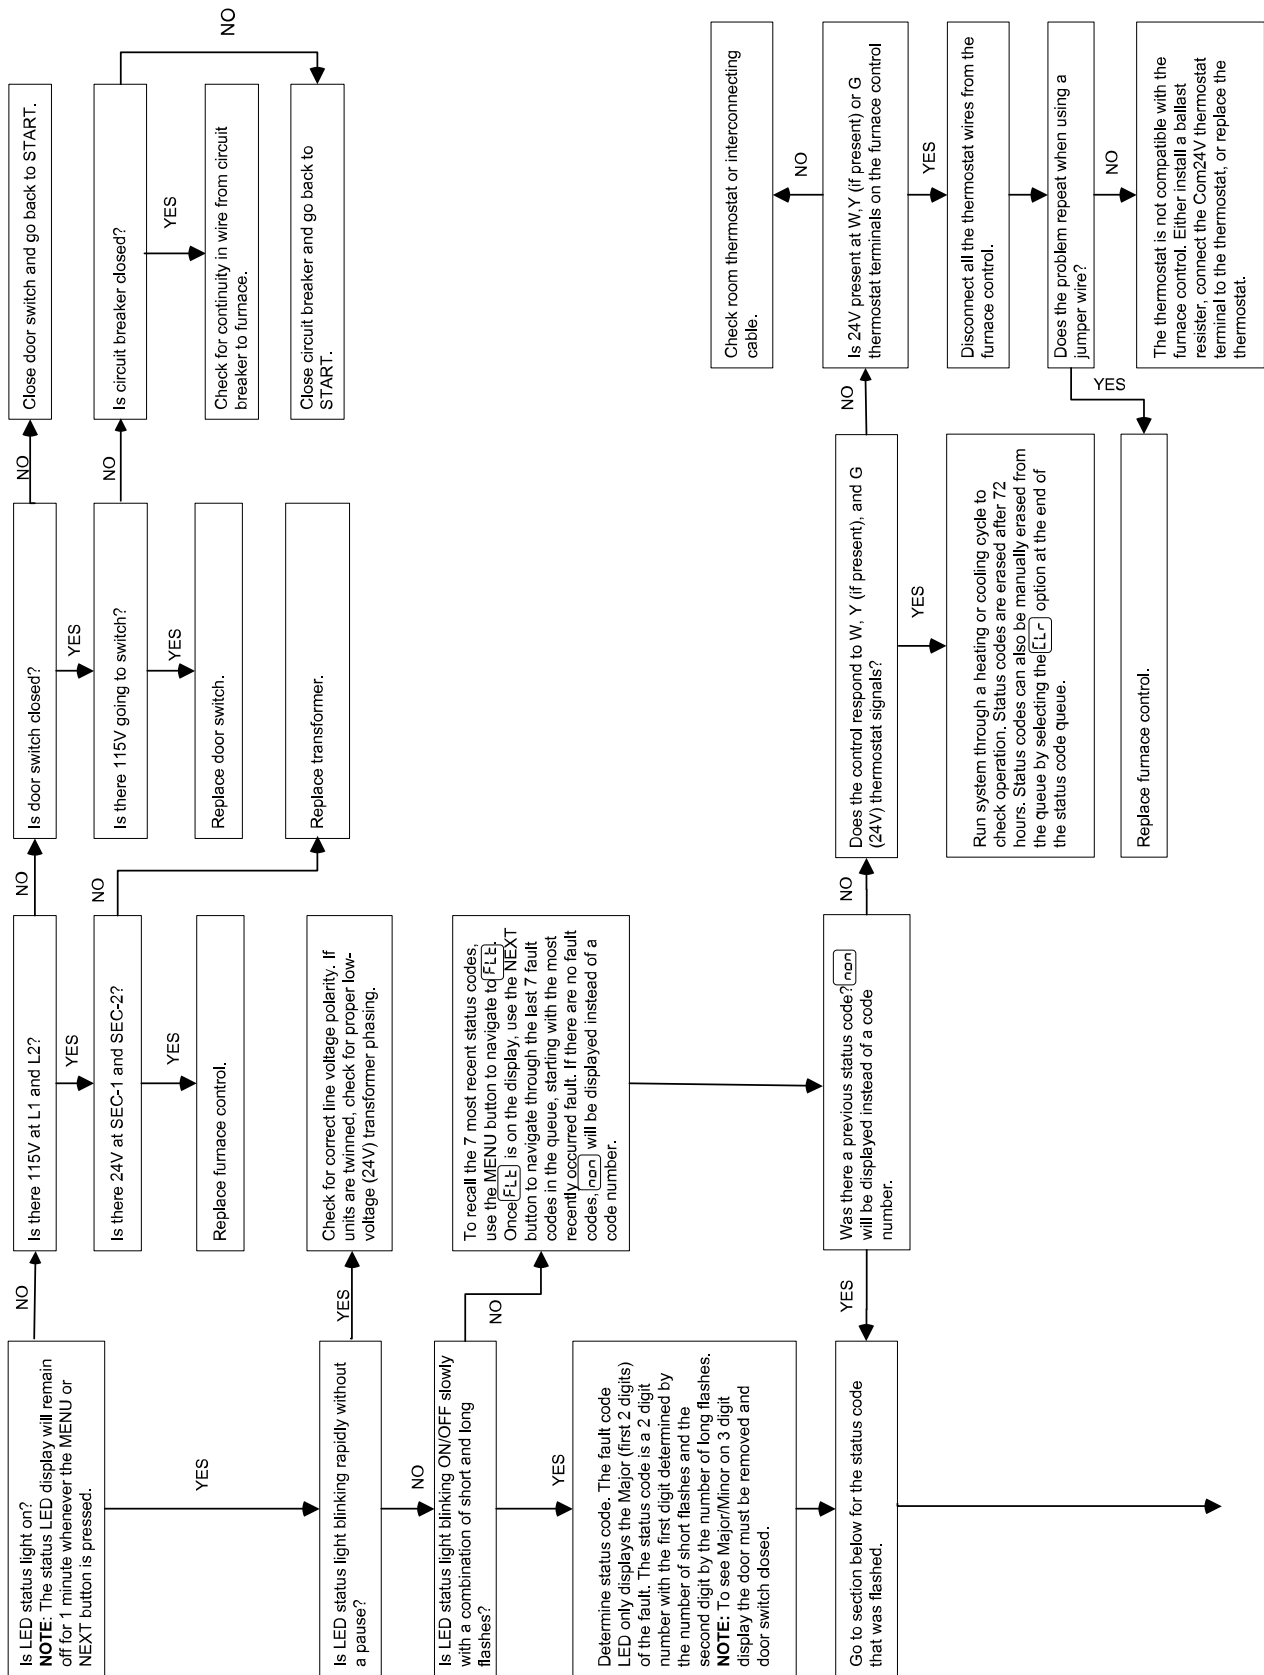 Is LED status light on?
NOTE: The status LED display will remain
off for 1 minute whenever the MENU or
NEXT button is pressed.
NO
Is there 115V at L1 and L2?
NO
Is door switch closed?
NO
Close door switch and go back to START.
YES
YES
Is there 24V at SEC-1 and SEC-2?
NO
Is there 115V going to switch?
NO
Is circuit breaker closed?
NO
YES
YES
YES
Replace furnace control.
Replace door switch.
Check for continuity in wire from circuit
breaker to furnace.
YES
Replace transformer.
Close circuit breaker and go back to
START.
Is LED status light blinking rapidly without
a pause?
YES
Check for correct line voltage polarity. If
units are twinned, check for proper low-
voltage (24V) transformer phasing.
NO
Is LED status light blinking ON/OFF slowly
with a combination of short and long
flashes?
NO
To recall the 7 most recent status codes,
use the MENU button to navigate to FLt.
Once FLt is on the display, use the NEXT
button to navigate through the last 7 fault
codes in the queue, starting with the most
recently occurred fault. If there are no fault
codes, non will be displayed instead of a
code number.
YES
Determine status code. The fault code
LED only displays the Major (first 2 digits)
of the fault. The status code is a 2 digit
number with the first digit determined by
the number of short flashes and the
second digit by the number of long flashes.
NOTE: To see Major/Minor on 3 digit
display the door must be removed and
door switch closed.
Go to section below for the status code
that was flashed.
YES
Was there a previous status code? non
will be displayed instead of a code
number.
NO
Does the control respond to W, Y (if present), and G
(24V) thermostat signals?
NO
Is 24V present at W,Y (if present) or G
thermostat terminals on the furnace control
NO
Check room thermostat or interconnecting
cable.
YES
YES
Run system through a heating or cooling cycle to
check operation. Status codes are erased after 72
hours. Status codes can also be manually erased from
the queue by selecting the CLr option at the end of
the status code queue.
Disconnect all the thermostat wires from the
furnace control.
Does the problem repeat when using a
jumper wire?
YES
NO
Replace furnace control.
The thermostat is not compatible with the
furnace control. Either install a ballast
resister, connect the Com24V thermostat
terminal to the thermostat, or replace the
thermostat.